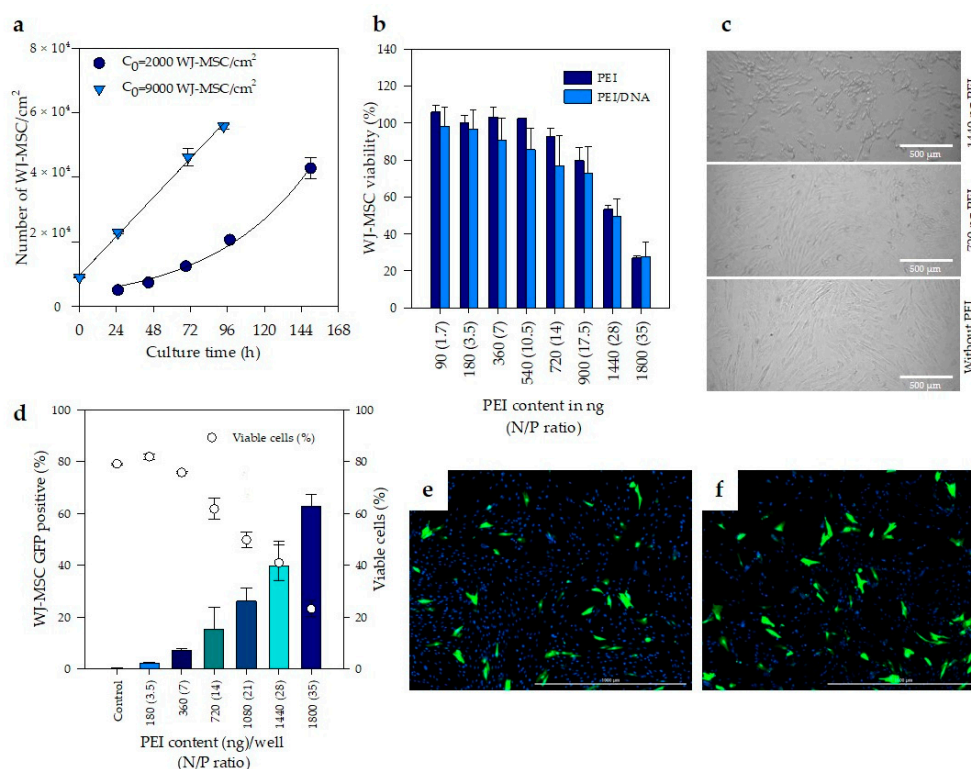 a
8 × 10⁴
6 × 10⁴
4 × 10⁴
2 × 10⁴
0
Number of WJ-MSC/cm²
C₀=2000 WJ-MSC/cm²
C₀=9000 WJ-MSC/cm²
0 24 48 72 96 120 144 168
Culture time (h)
b
140
120
100
80
60
40
20
0
WJ-MSC viability (%)
PEI
PEI/DNA
90 (1.7)
180 (3.5)
360 (7)
540 (10.5)
720 (14)
900 (17.5)
1440 (28)
1800 (35)
PEI content in ng
(N/P ratio)
c
500 µm
500 µm
500 µm
Without PEI
d
100
80
60
40
20
0
WJ-MSC GFP positive (%)
Viable cells (%)
100
80
60
40
20
0
Viable cells (%)
Control
180 (3.5)
360 (7)
720 (14)
1080 (21)
1440 (28)
1800 (35)
PEI content (ng)/well
(N/P ratio)
e
f